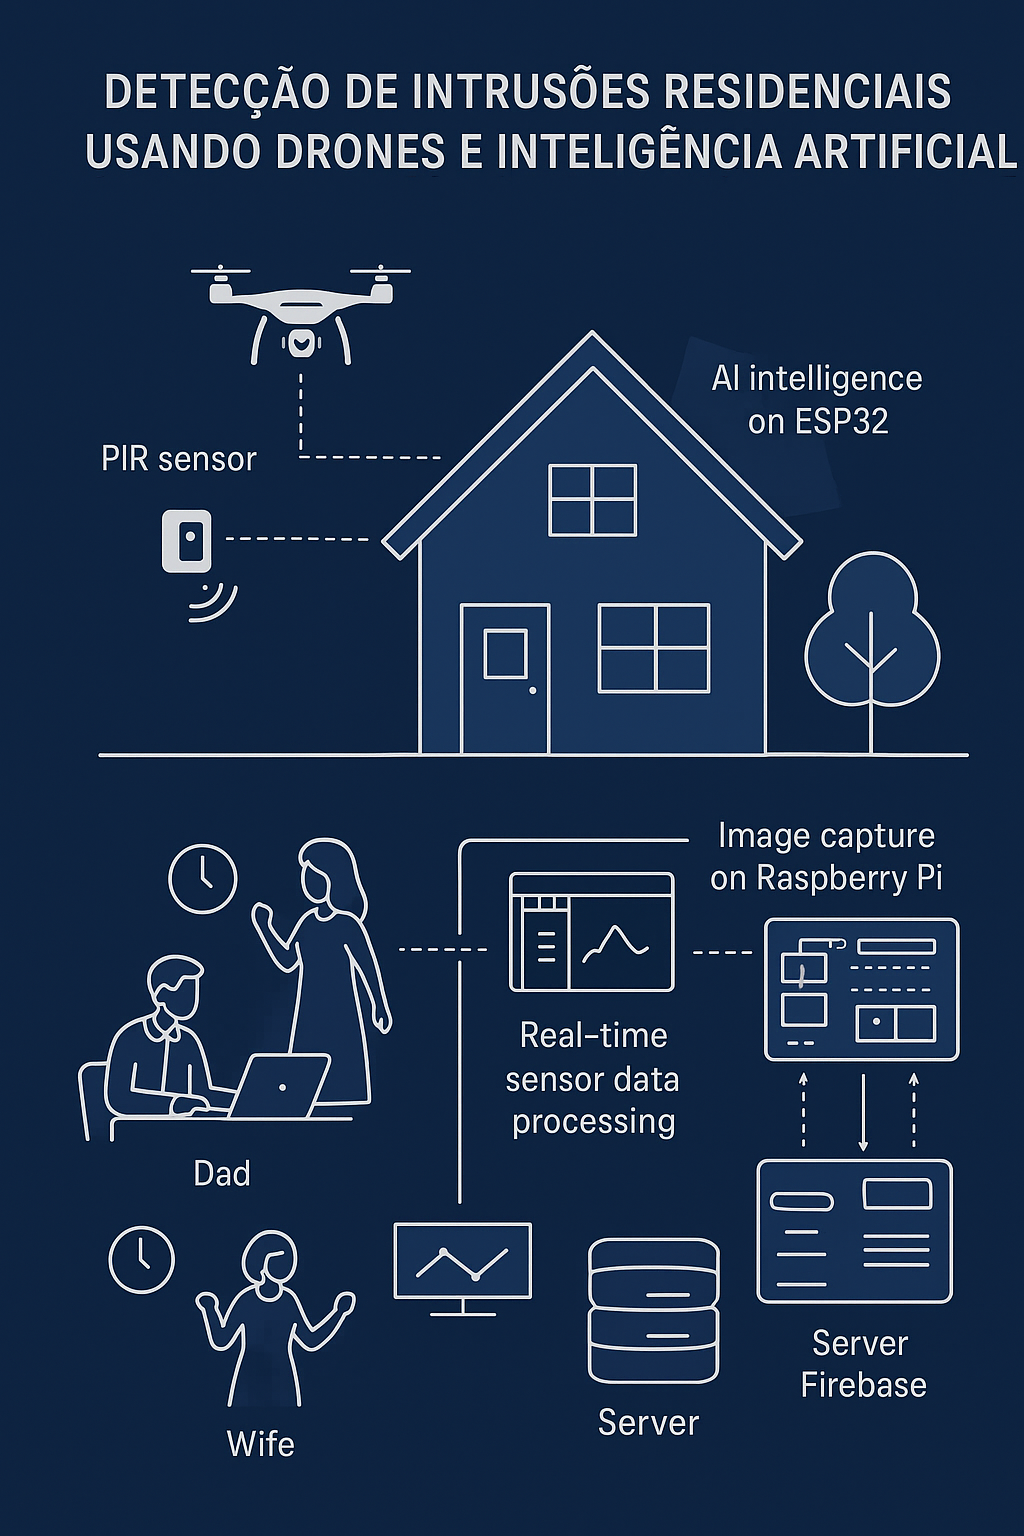 DETECÇÃO DE INTRUSÕES RESIDENCIAIS
USANDO DRONES E INTELIGẼNCIA ARTIFICIAL
AI intelligence
on ESP32
PIR sensor
Image capture
on Raspberry Pi
Real-time
sensor data
processing
Dad
Server
Firebase
Server
Wife